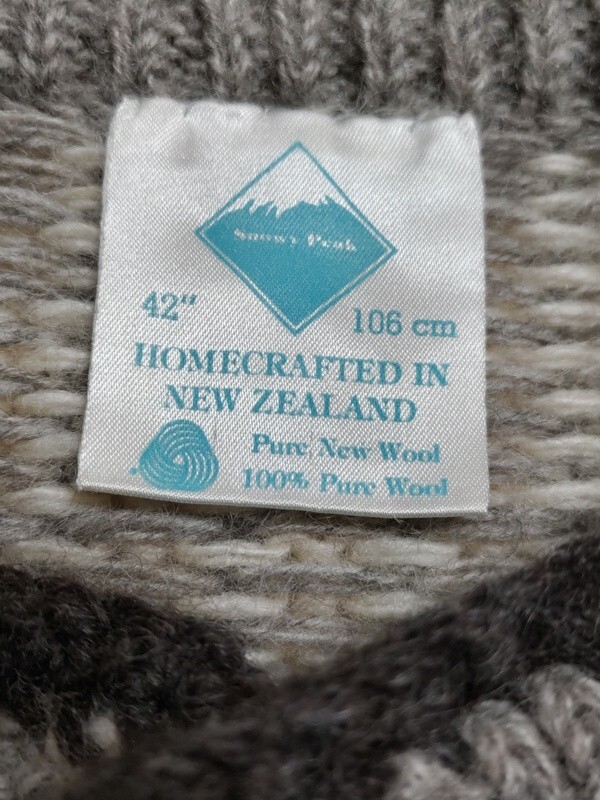 Snowy Peak
42"
106 cm
HOMECRAFTED IN
NEW ZEALAND
Pure New Wool
100% Pure Wool